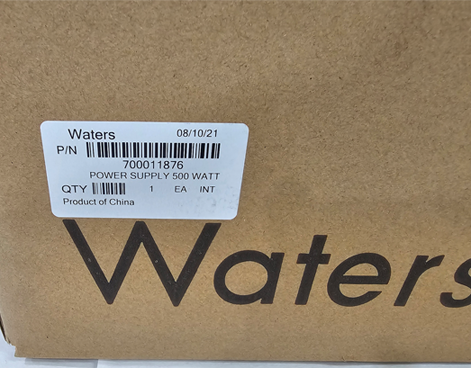 Waters 08/10/21
P/N
700011876
POWER SUPPLY 500 WATT
QTY 1 EA INT
Product of China
Waters